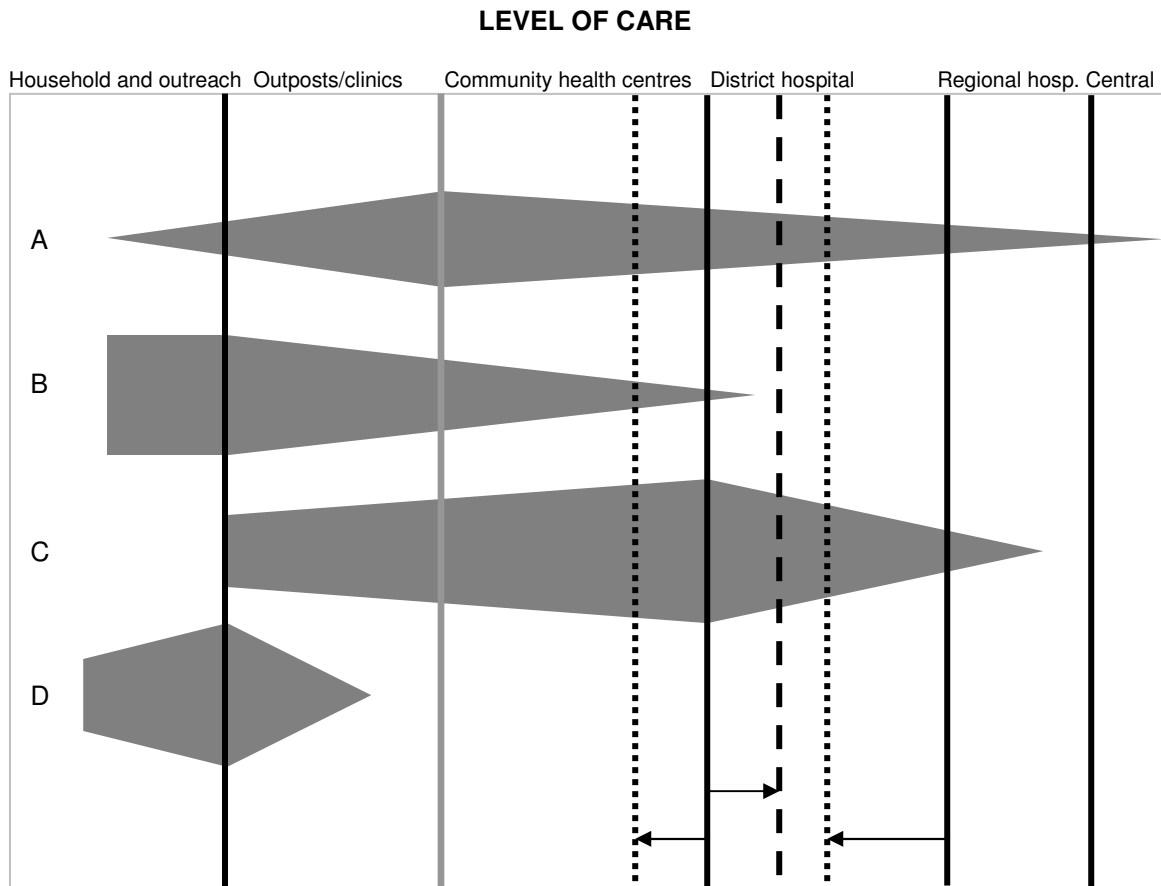 LEVEL OF CARE
Household and outreach Outposts/clinics Community health centres District hospital Regional hosp. Central
A
B
C
D